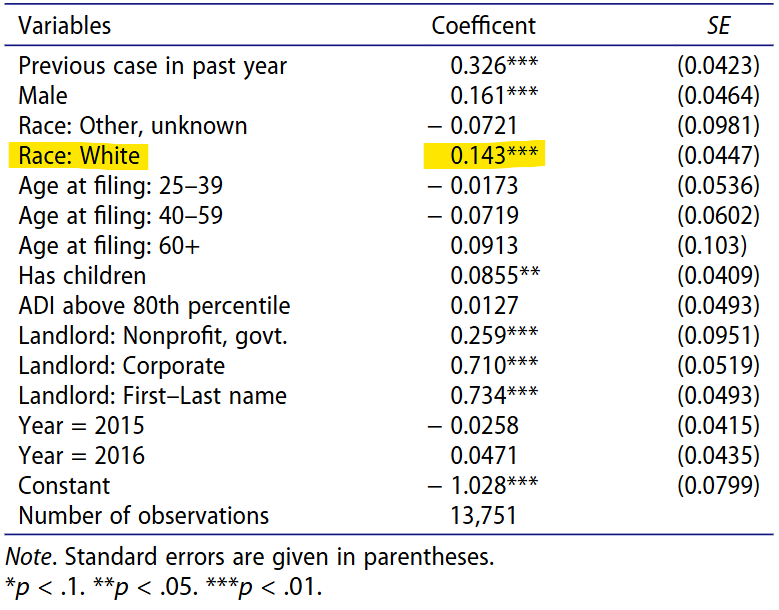 Variables Coefficent SE
Previous case in past year 0.326*** (0.0423)
Male 0.161*** (0.0464)
Race: Other, unknown − 0.0721 (0.0981)
Race: White 0.143*** (0.0447)
Age at filing: 25–39 − 0.0173 (0.0536)
Age at filing: 40–59 − 0.0719 (0.0602)
Age at filing: 60+ 0.0913 (0.103)
Has children 0.0855** (0.0409)
ADI above 80th percentile 0.0127 (0.0493)
Landlord: Nonprofit, govt. 0.259*** (0.0951)
Landlord: Corporate 0.710*** (0.0519)
Landlord: First–Last name 0.734*** (0.0493)
Year = 2015 − 0.0258 (0.0415)
Year = 2016 0.0471 (0.0435)
Constant − 1.028*** (0.0799)
Number of observations 13,751
Note. Standard errors are given in parentheses.
*p < .1. **p < .05. ***p < .01.